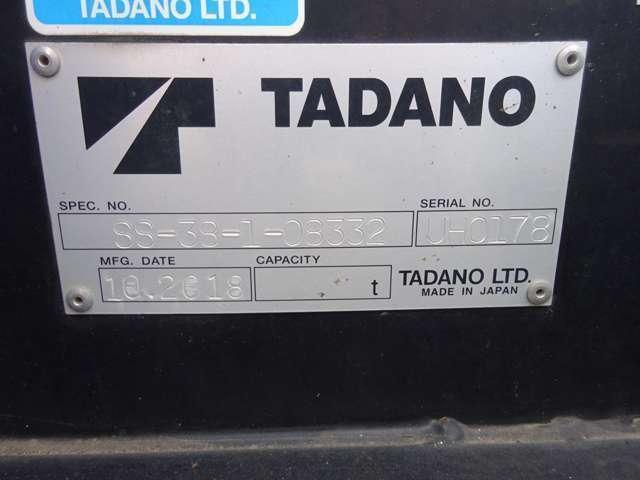 TADANO LTD.
TADANO
SPEC. NO.
SERIAL NO.
SS-38-1-08332
UH0178
MFG. DATE
CAPACITY
10.2018
t
TADANO LTD.
MADE IN JAPAN